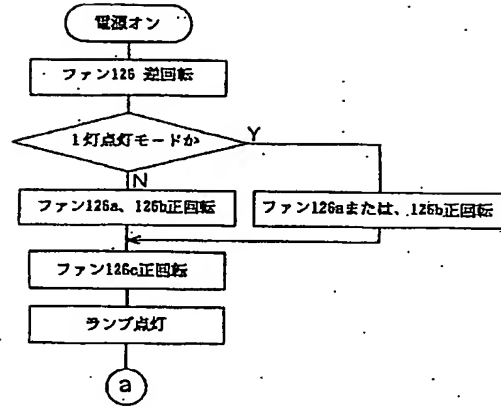 電源オン
ファン126 逆回転
1灯点灯モードか
Y
N
ファン126a、126b正回転
ファン126aまたは、126b正回転
ファン126c正回転
ランプ点灯
a